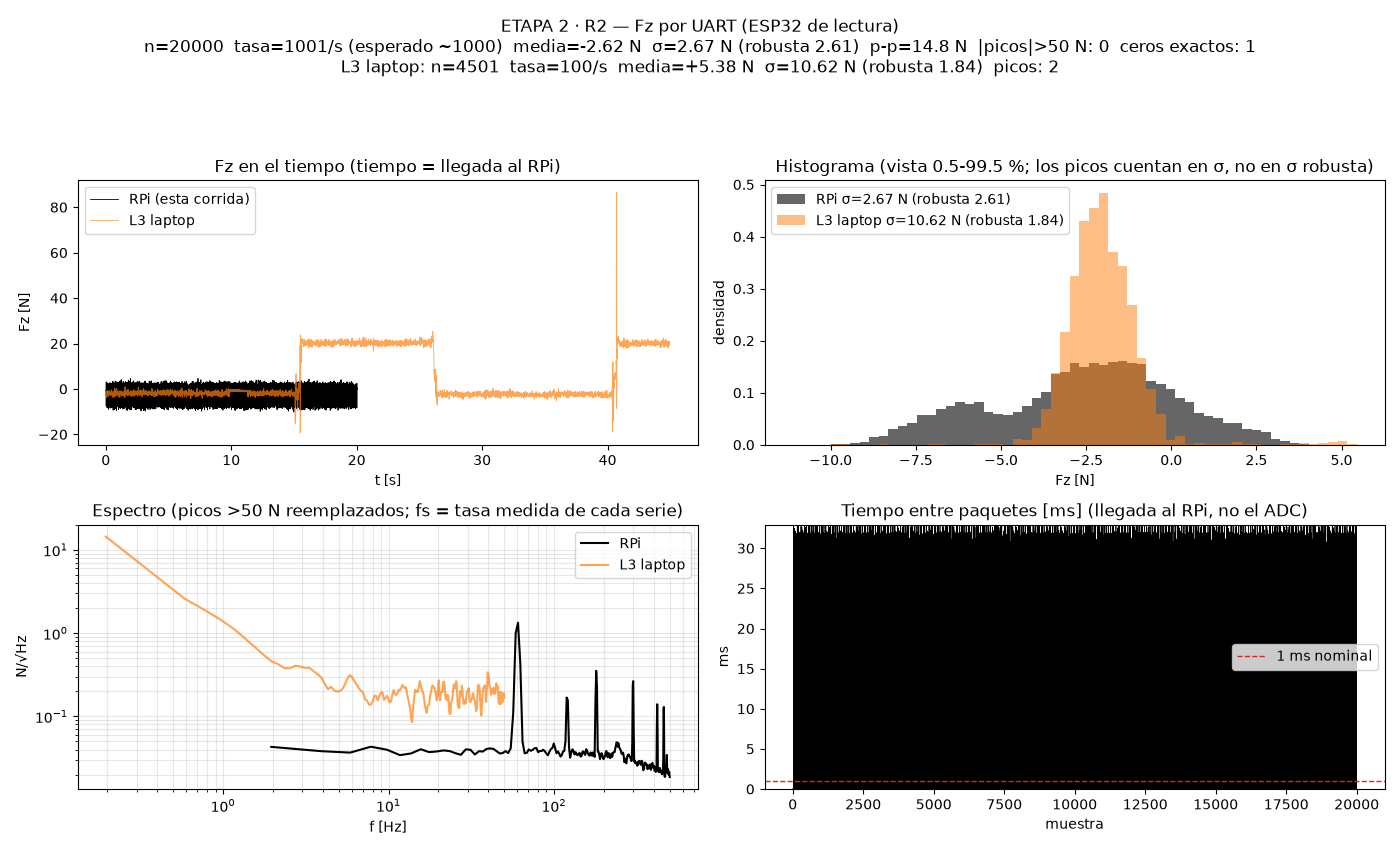 ETAPA 2 · R2 — Fz por UART (ESP32 de lectura)
n=20000 tasa=1001/s (esperado ~1000) media=-2.62 N σ=2.67 N (robusta 2.61) p-p=14.8 N |picos|>50 N: 0 ceros exactos: 1
L3 laptop: n=4501 tasa=100/s media=+5.38 N σ=10.62 N (robusta 1.84) picos: 2
Fz en el tiempo (tiempo = llegada al RPi)
RPi (esta corrida)
L3 laptop
Fz [N]
80
60
40
20
0
−20
0 10 20 30 40
t [s]
Histograma (vista 0.5-99.5 %; los picos cuentan en σ, no en σ robusta)
RPi σ=2.67 N (robusta 2.61)
L3 laptop σ=10.62 N (robusta 1.84)
densidad
0.5
0.4
0.3
0.2
0.1
0.0
−10.0 −7.5 −5.0 −2.5 0.0 2.5 5.0
Fz [N]
Espectro (picos >50 N reemplazados; fs = tasa medida de cada serie)
RPi
L3 laptop
N/√Hz
10¹
10⁰
10⁻¹
10⁰ 10¹ 10²
f [Hz]
Tiempo entre paquetes [ms] (llegada al RPi, no el ADC)
1 ms nominal
ms
30
25
20
15
10
5
0
0 2500 5000 7500 10000 12500 15000 17500 20000
muestra